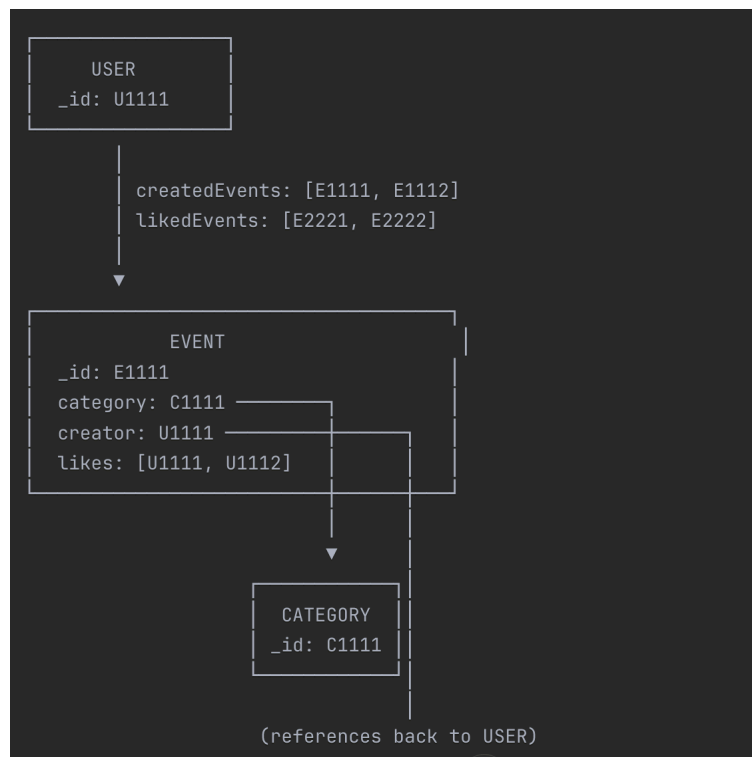 USER
_id: U1111
createdEvents: [E1111, E1112]
likedEvents: [E2221, E2222]
EVENT
_id: E1111
category: C1111
creator: U1111
likes: [U1111, U1112]
CATEGORY
_id: C1111
(references back to USER)